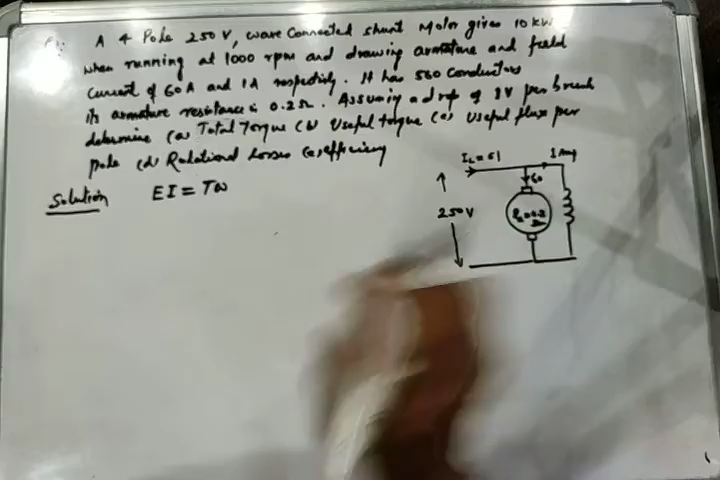 A 4 Pole 250 V, wave Connected shunt Motor gives 10 kW
when running at 1000 rpm and drawing armature and field
current of 60 A and 1 A respectively. It has 560 Conductors
its armature resistance is 0.2 Ω. Assuming a drop of 1V per brush
determine (a) Total Torque (b) Useful torque (c) useful flux per
pole (d) Rotational losses (e) efficiency
Solution EI = Tω
IL = 61
1 Amp
60
250 V
Ra=0.2 Ω